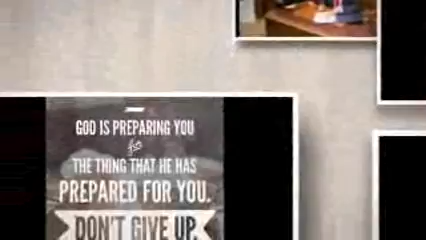 GOD IS PREPARING YOU
for
THE THING THAT HE HAS
PREPARED FOR YOU.
DON'T GIVE UP.